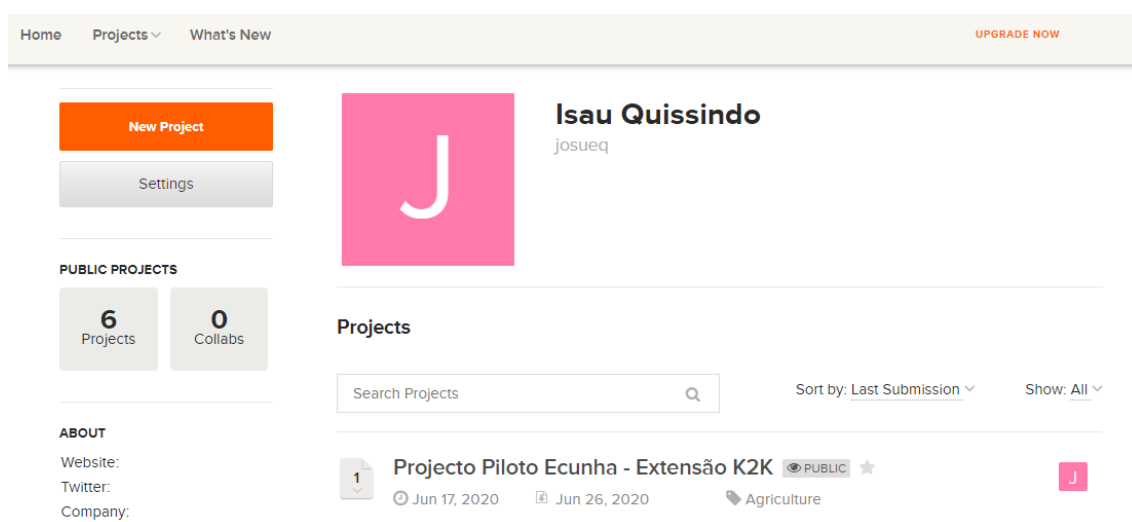 Home Projects What's New UPGRADE NOW
New Project
Settings
PUBLIC PROJECTS
6 0
Projects Collabs
ABOUT
Website:
Twitter:
Company:
J
Isau Quissindo
josueq
Projects
Search Projects Sort by: Last Submission Show: All
1 Projecto Piloto Ecunha - Extensão K2K PUBLIC J
Jun 17, 2020 Jun 26, 2020 Agriculture